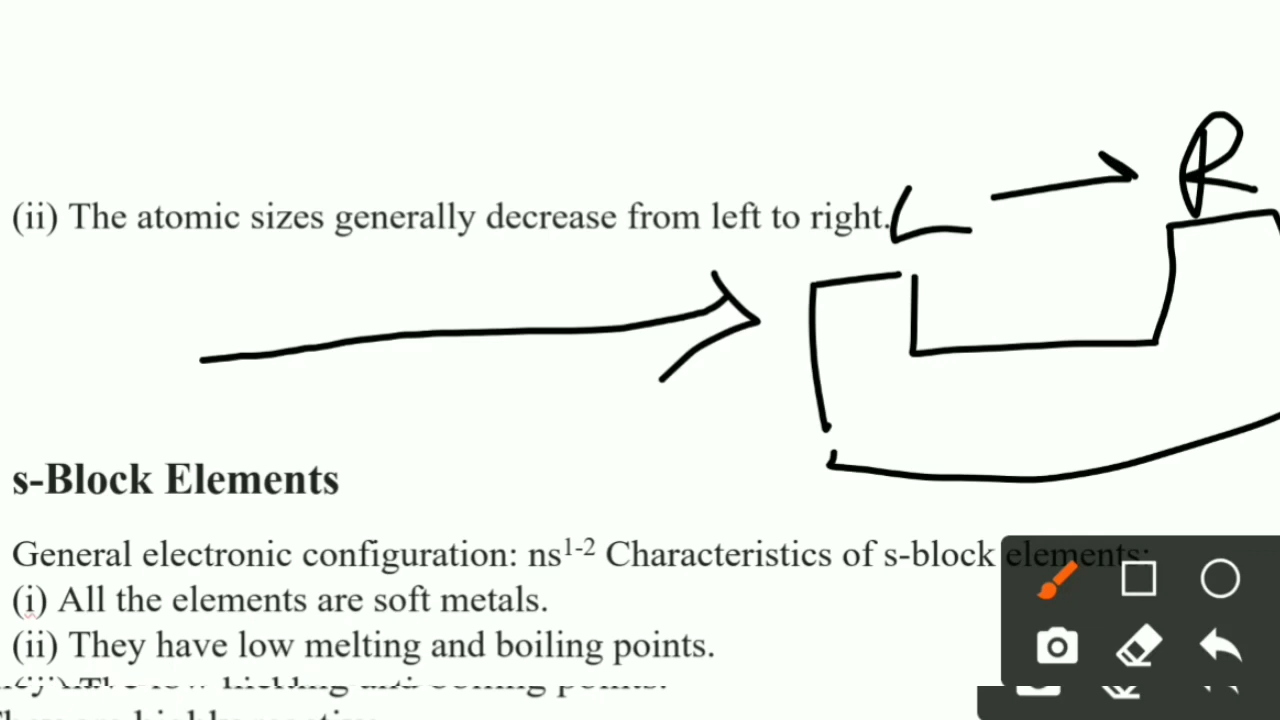 L → R
(ii) The atomic sizes generally decrease from left to right.
s-Block Elements
General electronic configuration: ns¹⁻² Characteristics of s-block elements:
(i) All the elements are soft metals.
(ii) They have low melting and boiling points.